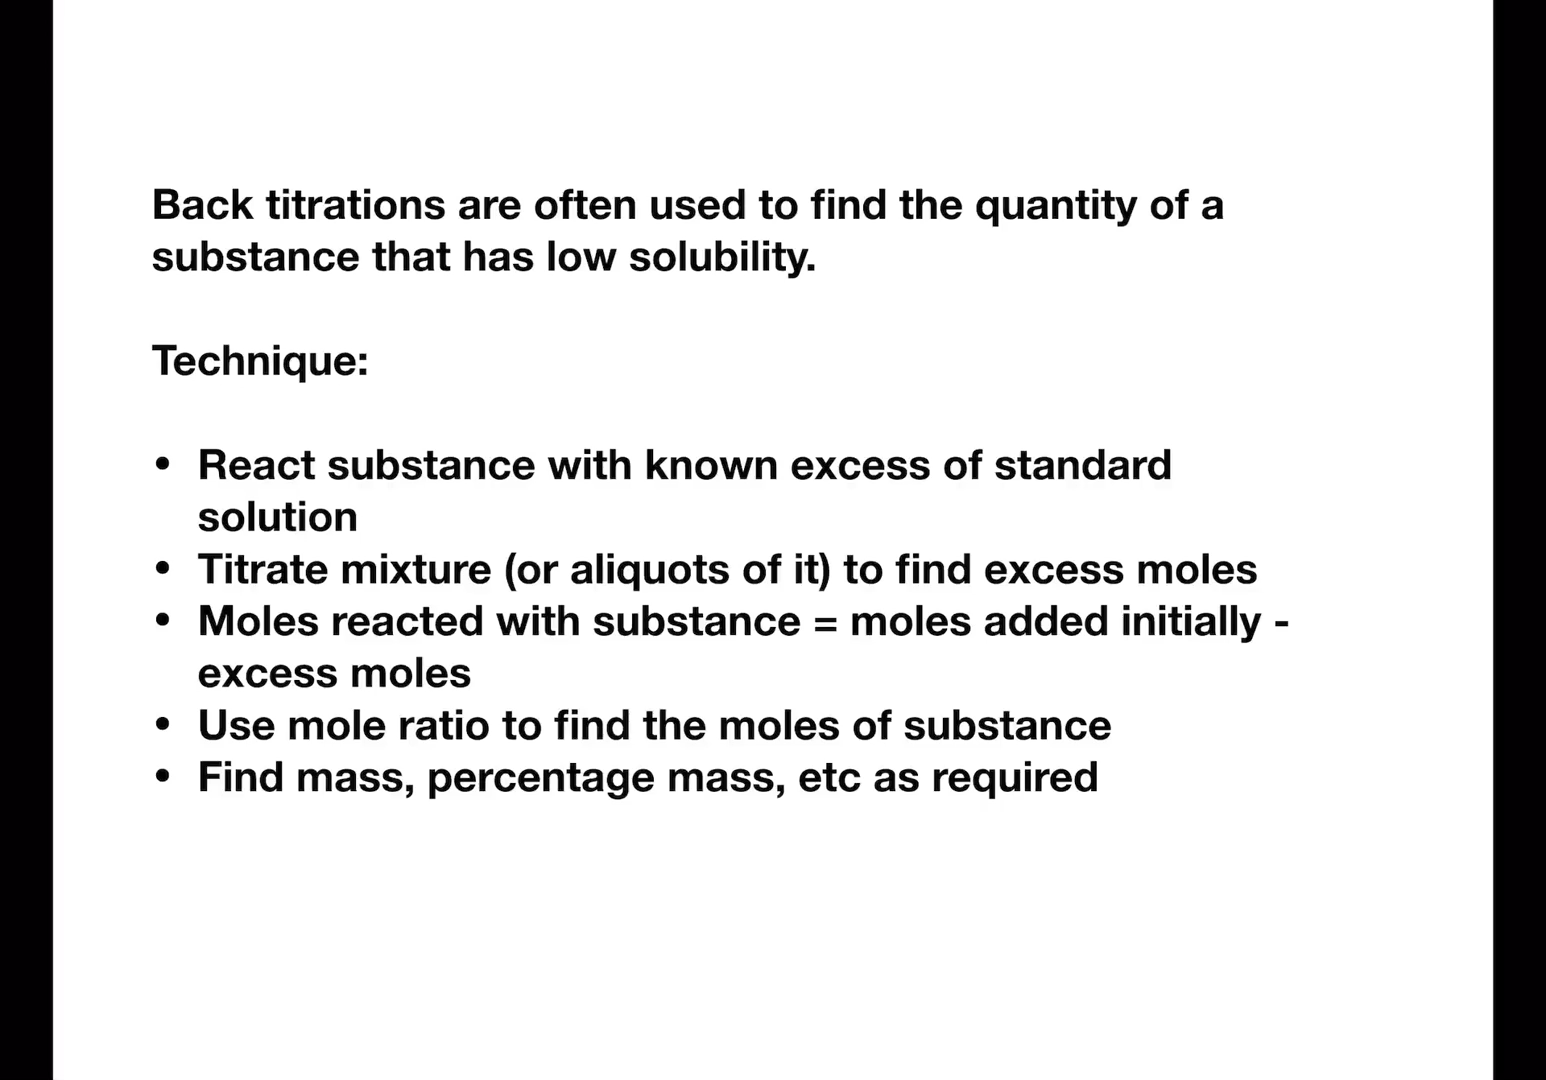 Back titrations are often used to find the quantity of a
substance that has low solubility.
Technique:
• React substance with known excess of standard
solution
• Titrate mixture (or aliquots of it) to find excess moles
• Moles reacted with substance = moles added initially -
excess moles
• Use mole ratio to find the moles of substance
• Find mass, percentage mass, etc as required